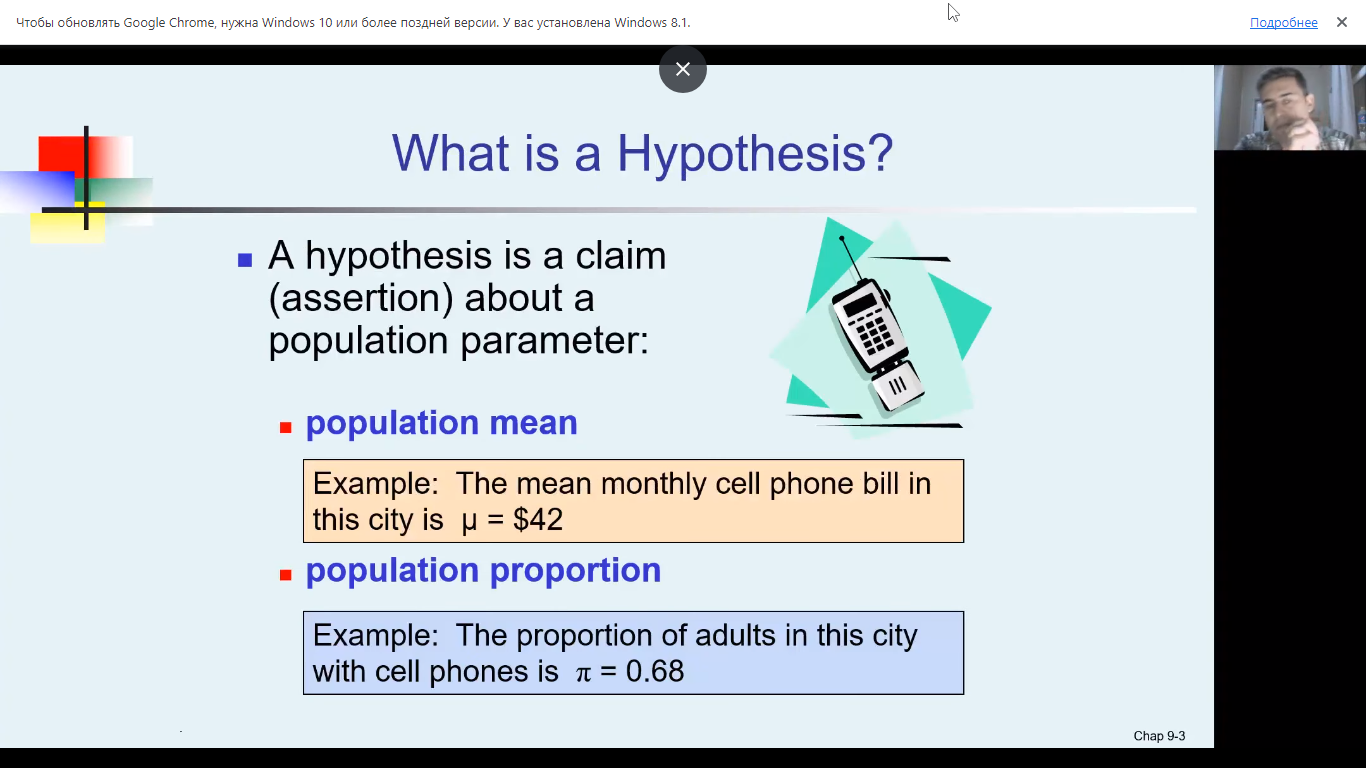 Чтобы обновлять Google Chrome, нужна Windows 10 или более поздней версии. У вас установлена Windows 8.1.
Подробнее
What is a Hypothesis?
A hypothesis is a claim
(assertion) about a
population parameter:
population mean
Example: The mean monthly cell phone bill in
this city is μ = $42
population proportion
Example: The proportion of adults in this city
with cell phones is π = 0.68
Chap 9-3